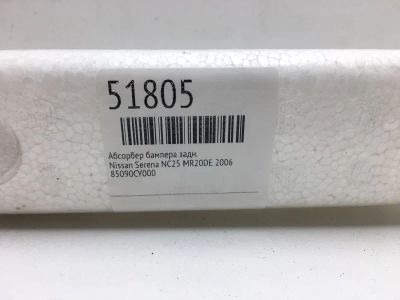 51805
Абсорбер бампера задн.
Nissan Serena NC25 MR20DE 2006
85090CY000